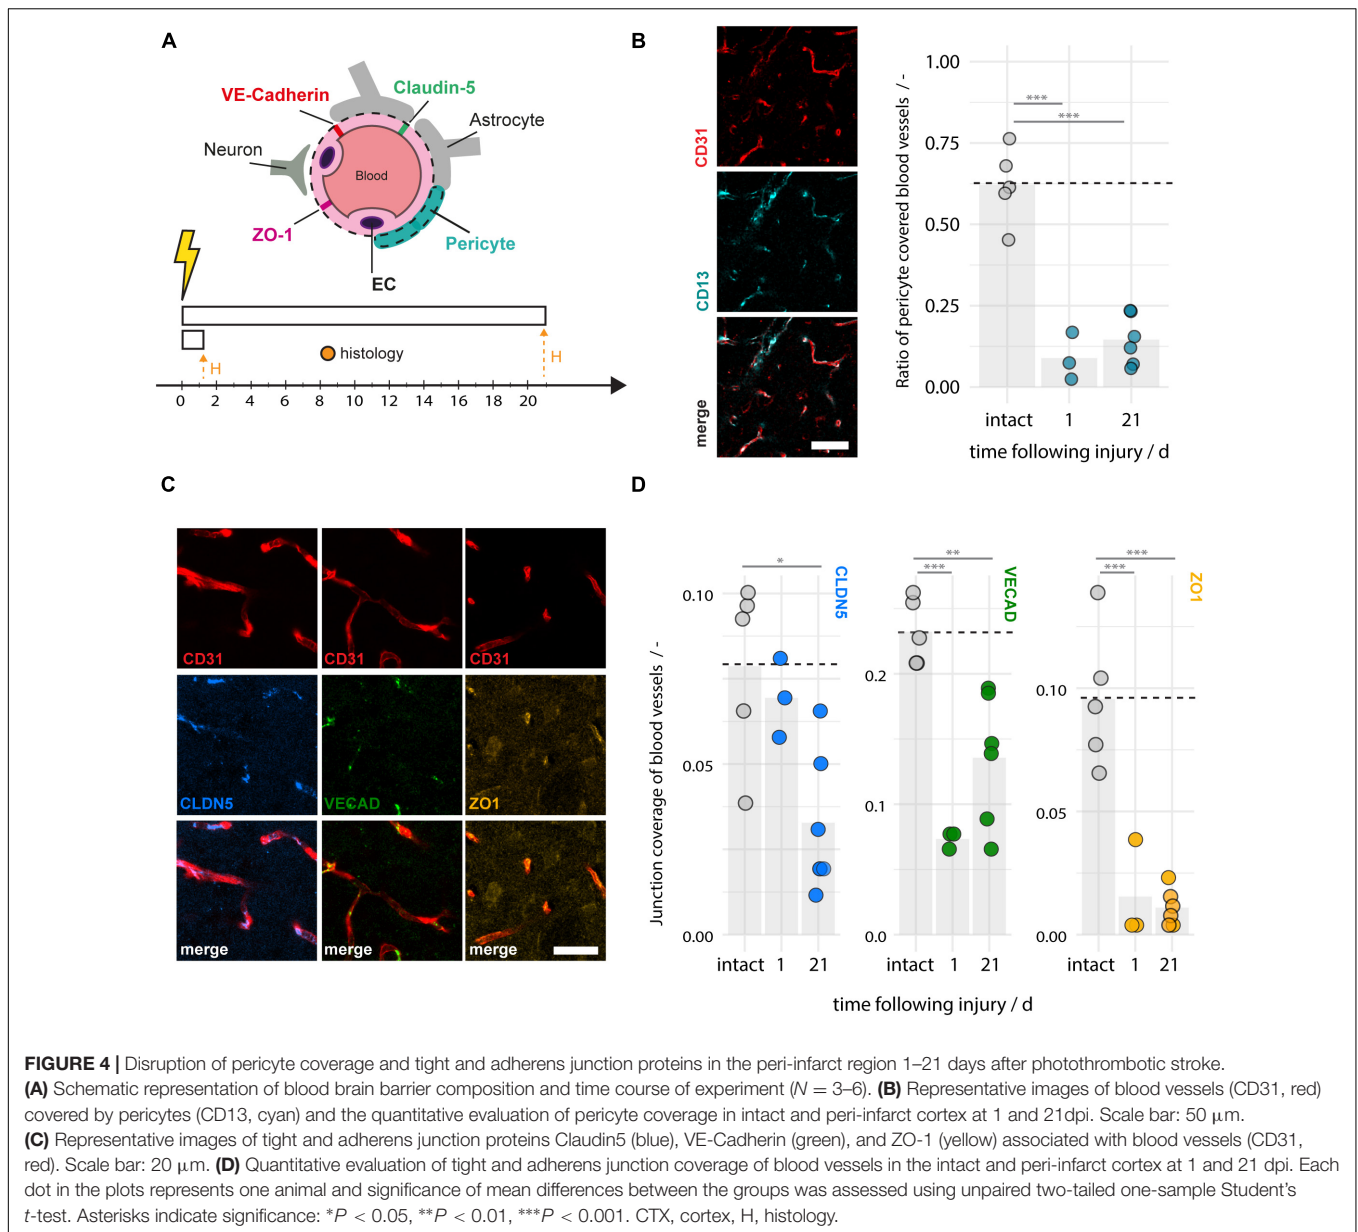 A
VE-Cadherin
Claudin-5
Astrocyte
Neuron
Blood
ZO-1
Pericyte
EC
H
histology
H
0 2 4 6 8 10 12 14 16 18 20
B
CD31
CD13
merge
Ratio of pericyte covered blood vessels / -
1.00
0.75
0.50
0.25
0.00
***
***
intact 1 21
time following injury / d
C
CD31 CD31 CD31
CLDN5 VECAD ZO1
merge merge merge
D
Junction coverage of blood vessels / -
0.10
0.05
0.00
*
CLDN5
intact 1 21
0.2
0.1
0.0
**
***
VECAD
intact 1 21
0.10
0.05
0.00
***
***
ZO1
intact 1 21
time following injury / d
FIGURE 4 | Disruption of pericyte coverage and tight and adherens junction proteins in the peri-infarct region 1–21 days after photothrombotic stroke.
(A) Schematic representation of blood brain barrier composition and time course of experiment (N = 3–6). (B) Representative images of blood vessels (CD31, red)
covered by pericytes (CD13, cyan) and the quantitative evaluation of pericyte coverage in intact and peri-infarct cortex at 1 and 21dpi. Scale bar: 50 μm.
(C) Representative images of tight and adherens junction proteins Claudin5 (blue), VE-Cadherin (green), and ZO-1 (yellow) associated with blood vessels (CD31,
red). Scale bar: 20 μm. (D) Quantitative evaluation of tight and adherens junction coverage of blood vessels in the intact and peri-infarct cortex at 1 and 21 dpi. Each
dot in the plots represents one animal and significance of mean differences between the groups was assessed using unpaired two-tailed one-sample Student's
t-test. Asterisks indicate significance: *P < 0.05, **P < 0.01, ***P < 0.001. CTX, cortex, H, histology.